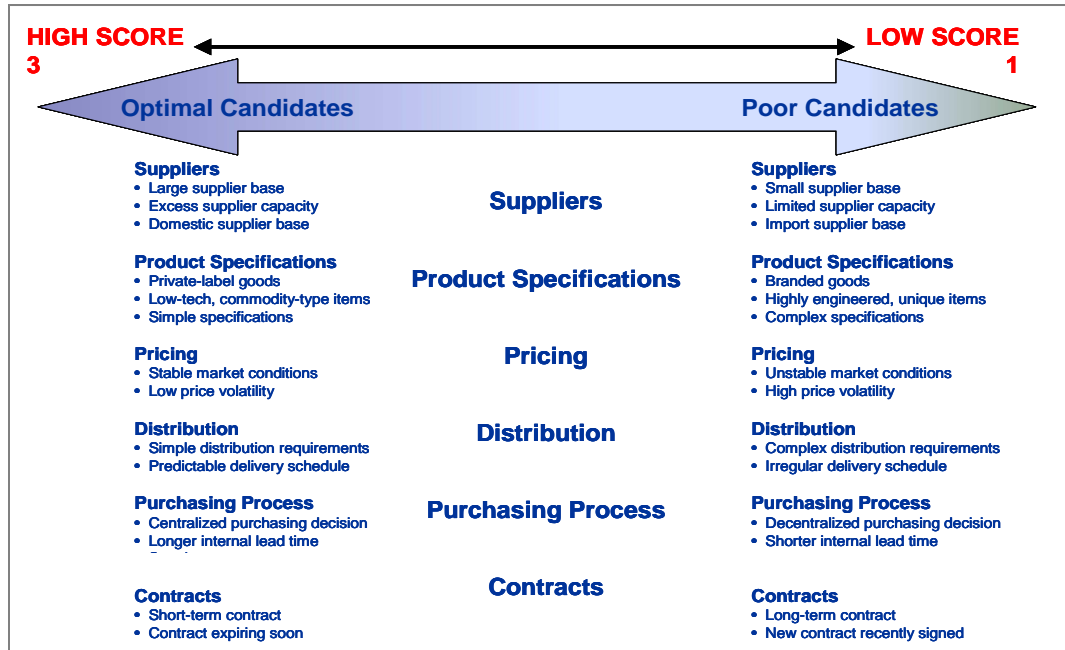 HIGH SCORE
3
LOW SCORE
1
Optimal Candidates
Poor Candidates
Suppliers
• Large supplier base
• Excess supplier capacity
• Domestic supplier base
Suppliers
Suppliers
• Small supplier base
• Limited supplier capacity
• Import supplier base
Product Specifications
• Private-label goods
• Low-tech, commodity-type items
• Simple specifications
Product Specifications
Product Specifications
• Branded goods
• Highly engineered, unique items
• Complex specifications
Pricing
• Stable market conditions
• Low price volatility
Pricing
Pricing
• Unstable market conditions
• High price volatility
Distribution
• Simple distribution requirements
• Predictable delivery schedule
Distribution
Distribution
• Complex distribution requirements
• Irregular delivery schedule
Purchasing Process
• Centralized purchasing decision
• Longer internal lead time
Purchasing Process
Purchasing Process
• Decentralized purchasing decision
• Shorter internal lead time
Contracts
• Short-term contract
• Contract expiring soon
Contracts
Contracts
• Long-term contract
• New contract recently signed